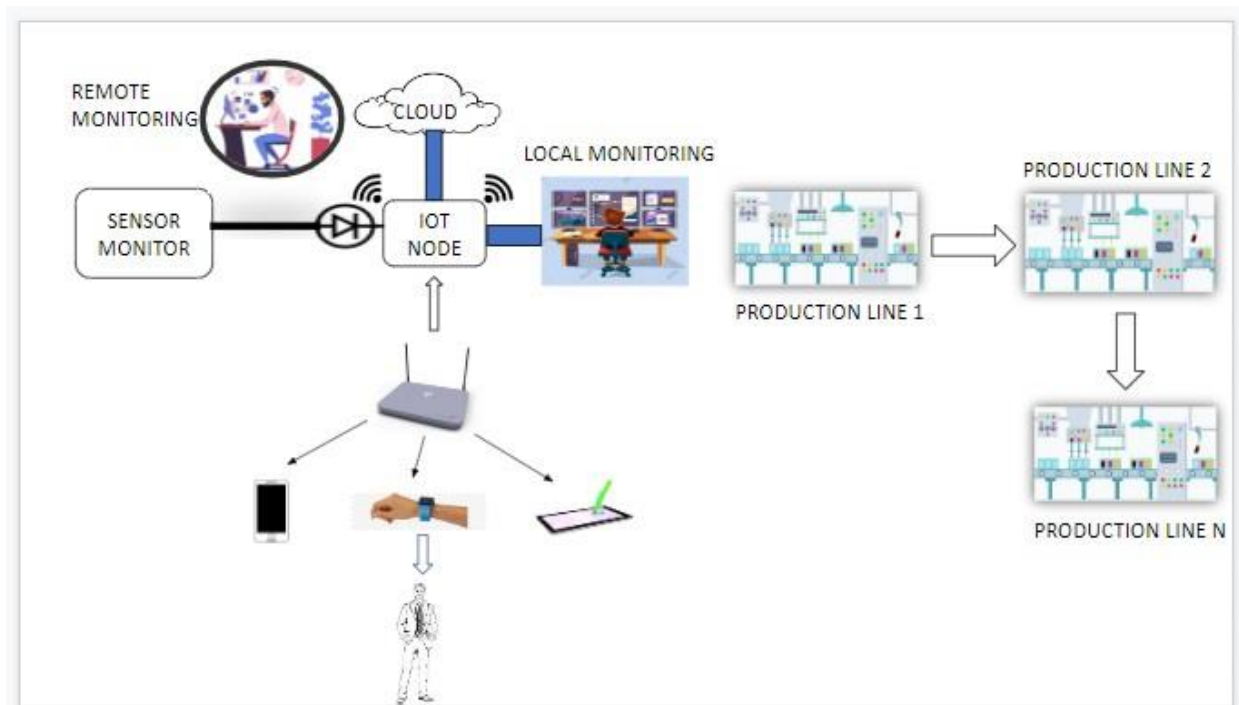 REMOTE
MONITORING
CLOUD
LOCAL MONITORING
SENSOR
MONITOR
IOT
NODE
PRODUCTION LINE 1
PRODUCTION LINE 2
PRODUCTION LINE N